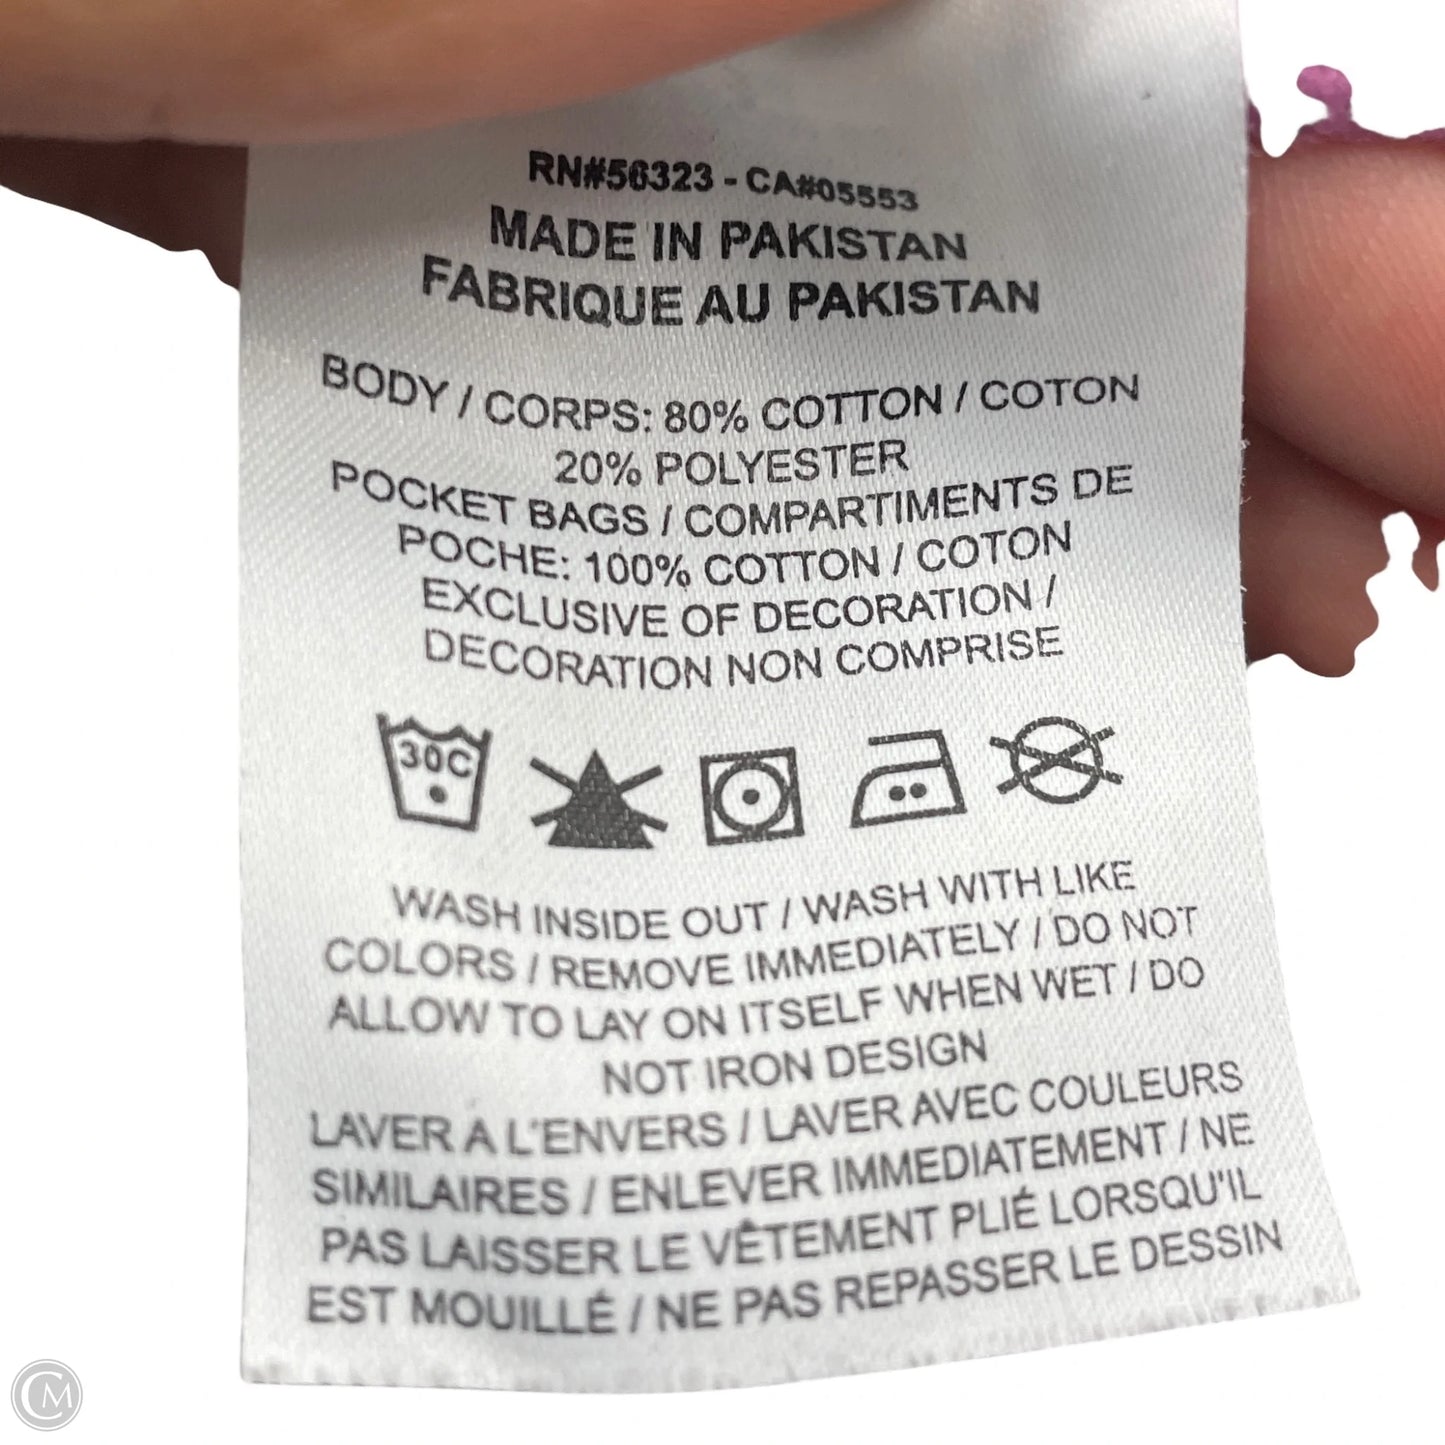 RN#56323 - CA#05553
MADE IN PAKISTAN
FABRIQUE AU PAKISTAN
BODY / CORPS: 80% COTTON / COTON
20% POLYESTER
POCKET BAGS / COMPARTIMENTS DE
POCHE: 100% COTTON / COTON
EXCLUSIVE OF DECORATION /
DECORATION NON COMPRISE
30C
WASH INSIDE OUT / WASH WITH LIKE
COLORS / REMOVE IMMEDIATELY / DO NOT
ALLOW TO LAY ON ITSELF WHEN WET / DO
NOT IRON DESIGN
LAVER A L'ENVERS / LAVER AVEC COULEURS
SIMILAIRES / ENLEVER IMMEDIATEMENT / NE
PAS LAISSER LE VÊTEMENT PLIÉ LORSQU'IL
EST MOUILLÉ / NE PAS REPASSER LE DESSIN
CM